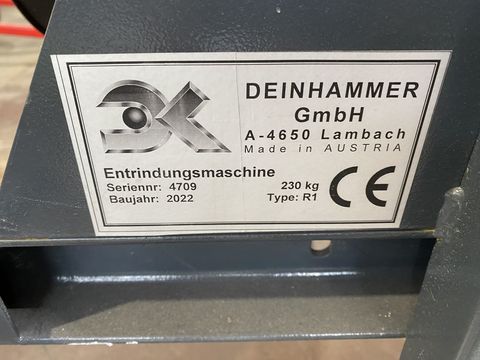 DEINHAMMER
GmbH
A-4650 Lambach
Made in AUSTRIA
Entrindungsmaschine
Seriennr: 4709 230 kg
Baujahr: 2022 Type: R1
CE